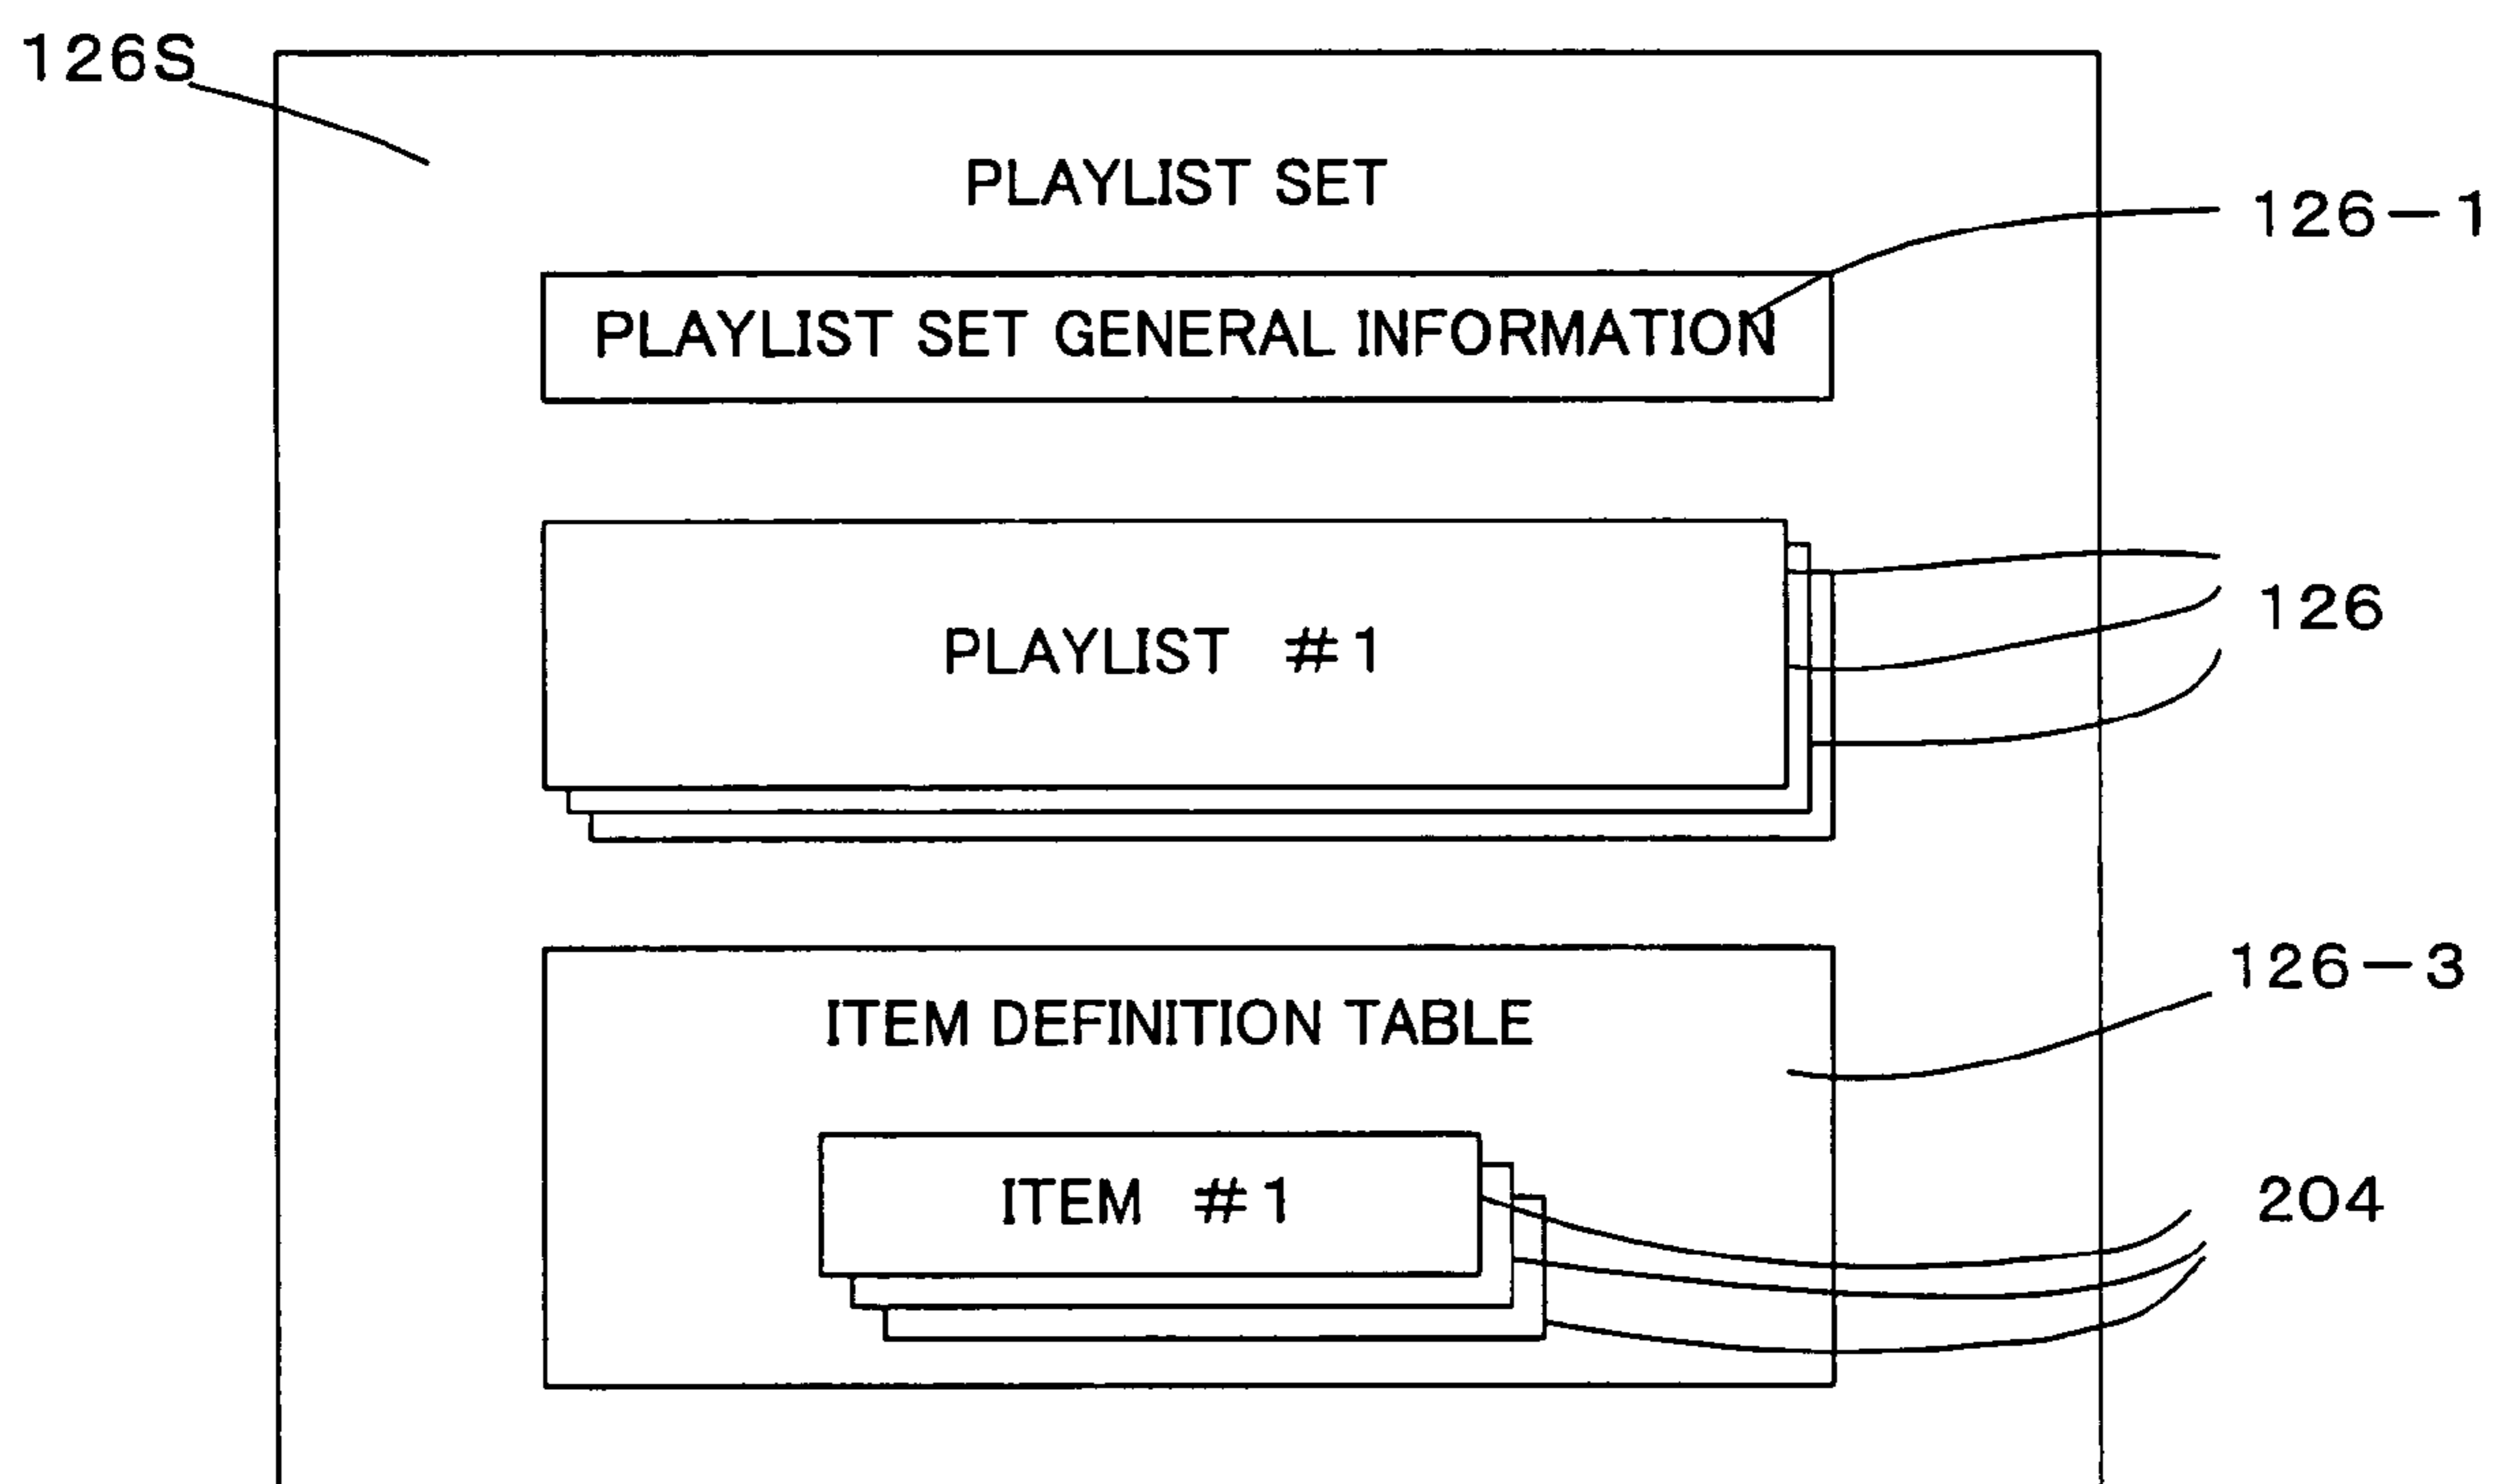 126S
PLAYLIST SET
126-1
PLAYLIST SET GENERAL INFORMATION
PLAYLIST #1
126
126-3
ITEM DEFINITION TABLE
ITEM #1
204